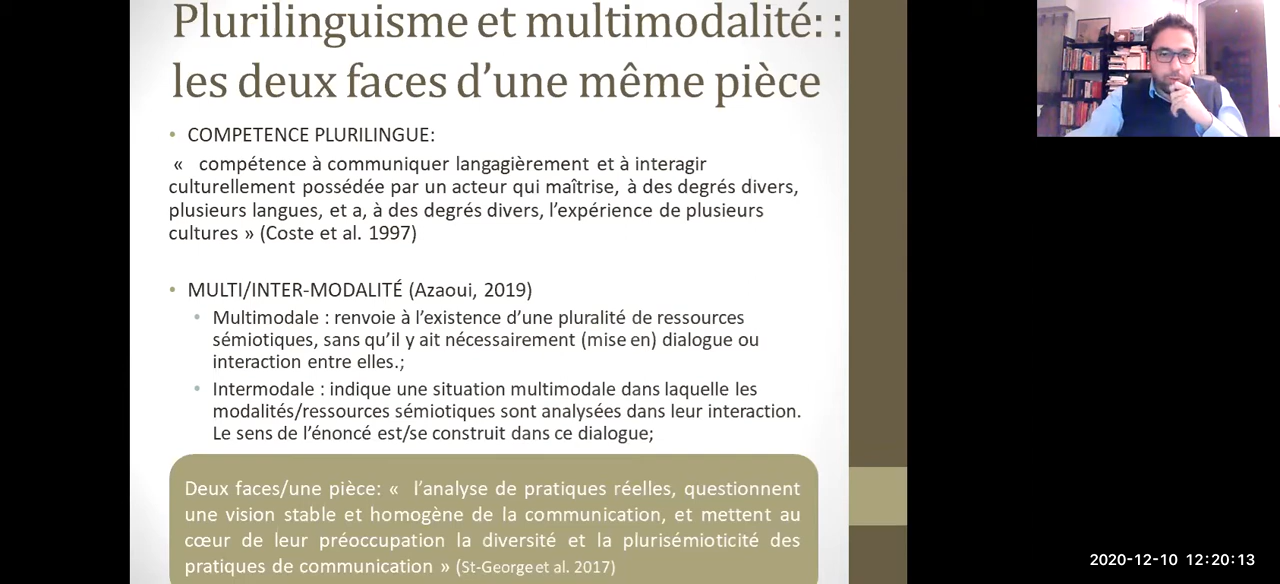 Plurilinguisme et multimodalité: :
les deux faces d’une même pièce
• COMPETENCE PLURILINGUE:
« compétence à communiquer langagièrement et à interagir
culturellement possédée par un acteur qui maîtrise, à des degrés divers,
plusieurs langues, et a, à des degrés divers, l’expérience de plusieurs
cultures » (Coste et al. 1997)
• MULTI/INTER-MODALITÉ (Azaoui, 2019)
• Multimodale : renvoie à l’existence d’une pluralité de ressources
sémiotiques, sans qu’il y ait nécessairement (mise en) dialogue ou
interaction entre elles.;
• Intermodale : indique une situation multimodale dans laquelle les
modalités/ressources sémiotiques sont analysées dans leur interaction.
Le sens de l’énoncé est/se construit dans ce dialogue;
Deux faces/une pièce: « l’analyse de pratiques réelles, questionnent
une vision stable et homogène de la communication, et mettent au
cœur de leur préoccupation la diversité et la plurisémioticité des
pratiques de communication » (St-George et al. 2017)
2020-12-10 12:20:13